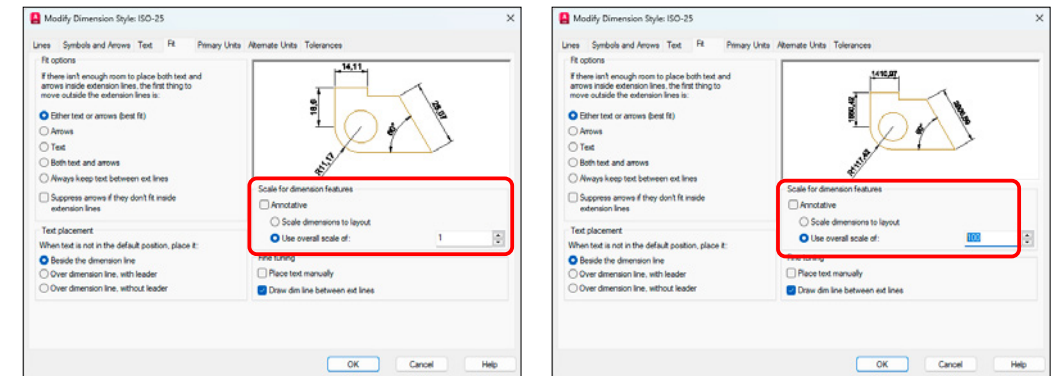 Modify Dimension Style: ISO-25
Lines Symbols and Arrows Text Fit Primary Units Alternate Units Tolerances
Fit options
If there isn't enough room to place both text and
arrows inside extension lines, the first thing to
move outside the extension lines is:
Either text or arrows (best fit)
Arrows
Text
Both text and arrows
Always keep text between ext lines
Suppress arrows if they don't fit inside
extension lines
Text placement
When text is not in the default position, place it:
Beside the dimension line
Over dimension line, with leader
Over dimension line, without leader
14,11
16,6
28,07
60°
R11,17
Scale for dimension features
Annotative
Scale dimensions to layout
Use overall scale of: 1
Fine tuning
Place text manually
Draw dim line between ext lines
OK Cancel Help
Modify Dimension Style: ISO-25
Lines Symbols and Arrows Text Fit Primary Units Alternate Units Tolerances
Fit options
If there isn't enough room to place both text and
arrows inside extension lines, the first thing to
move outside the extension lines is:
Either text or arrows (best fit)
Arrows
Text
Both text and arrows
Always keep text between ext lines
Suppress arrows if they don't fit inside
extension lines
Text placement
When text is not in the default position, place it:
Beside the dimension line
Over dimension line, with leader
Over dimension line, without leader
1410,97
1660,42
60°
R1117,42
Scale for dimension features
Annotative
Scale dimensions to layout
Use overall scale of: 100
Fine tuning
Place text manually
Draw dim line between ext lines
OK Cancel Help